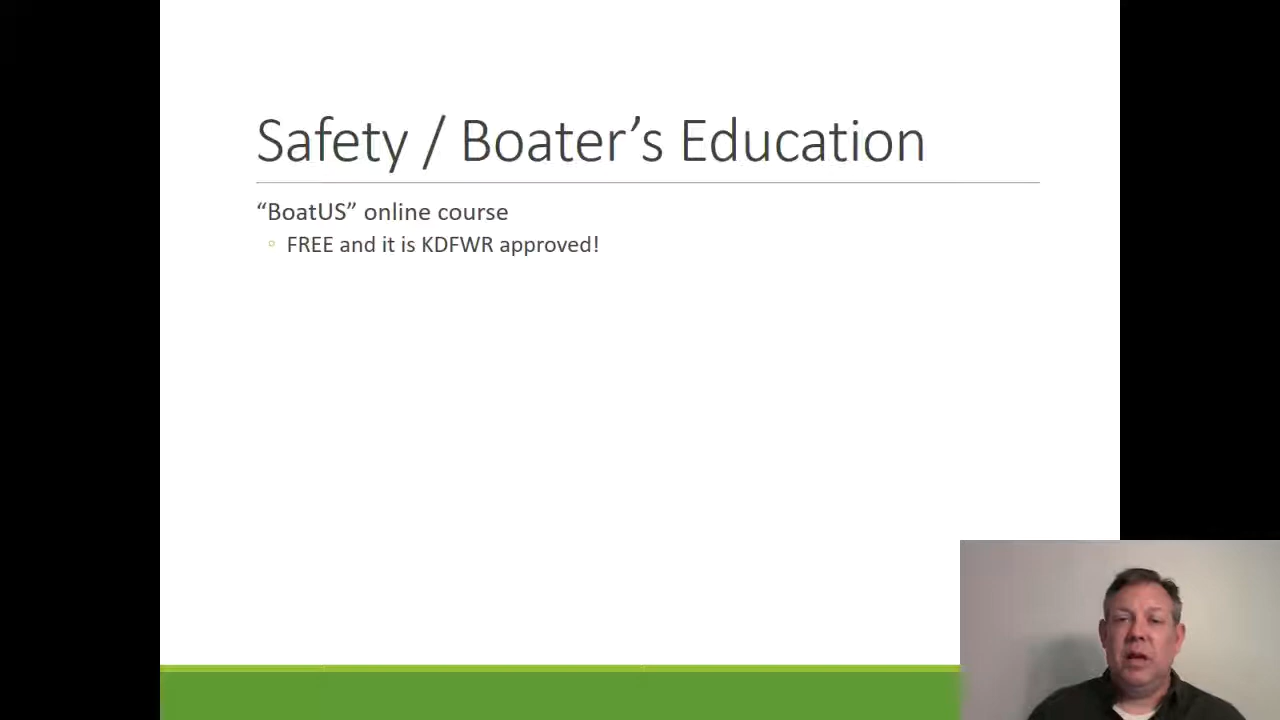 Safety / Boater’s Education
“BoatUS” online course
FREE and it is KDFWR approved!